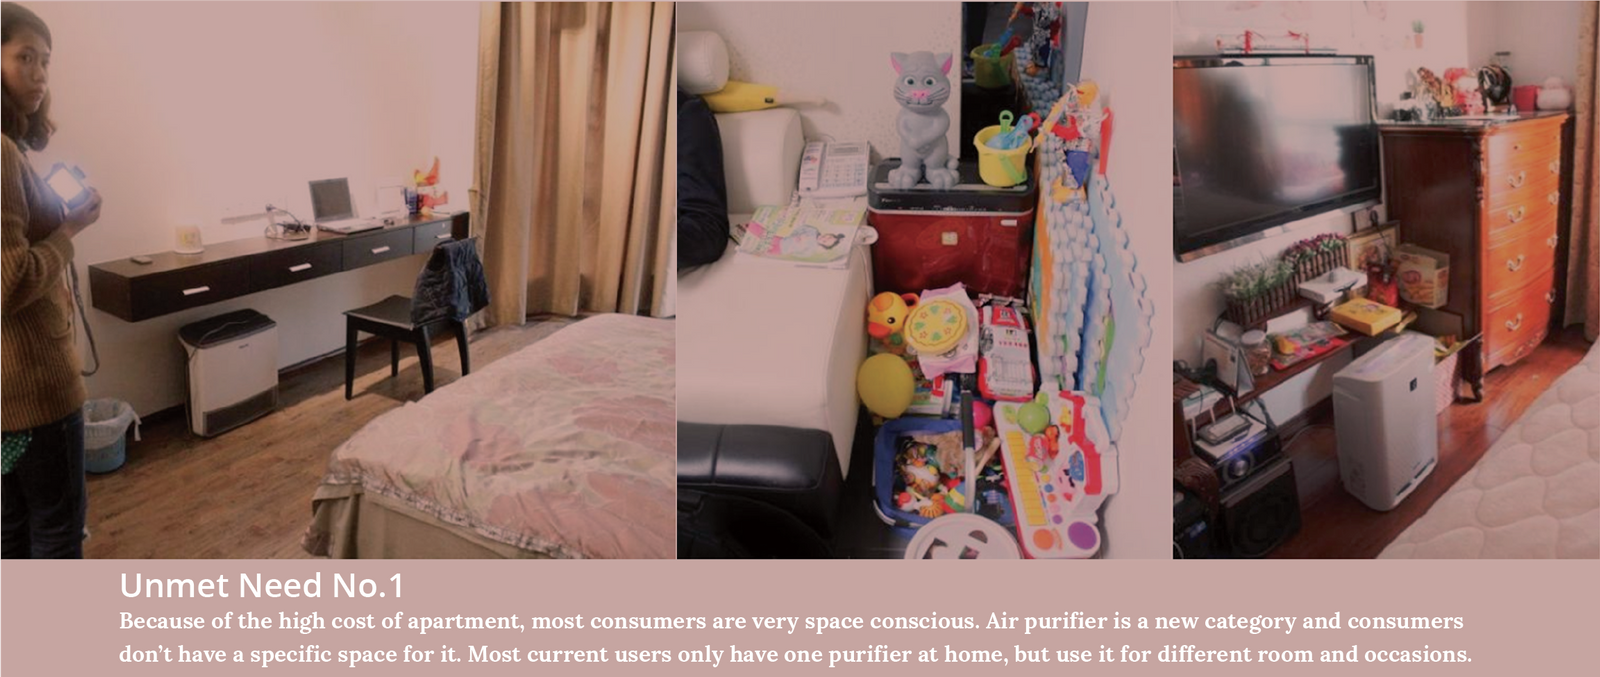 Unmet Need No.1
Because of the high cost of apartment, most consumers are very space conscious. Air purifier is a new category and consumers
don’t have a specific space for it. Most current users only have one purifier at home, but use it for different room and occasions.